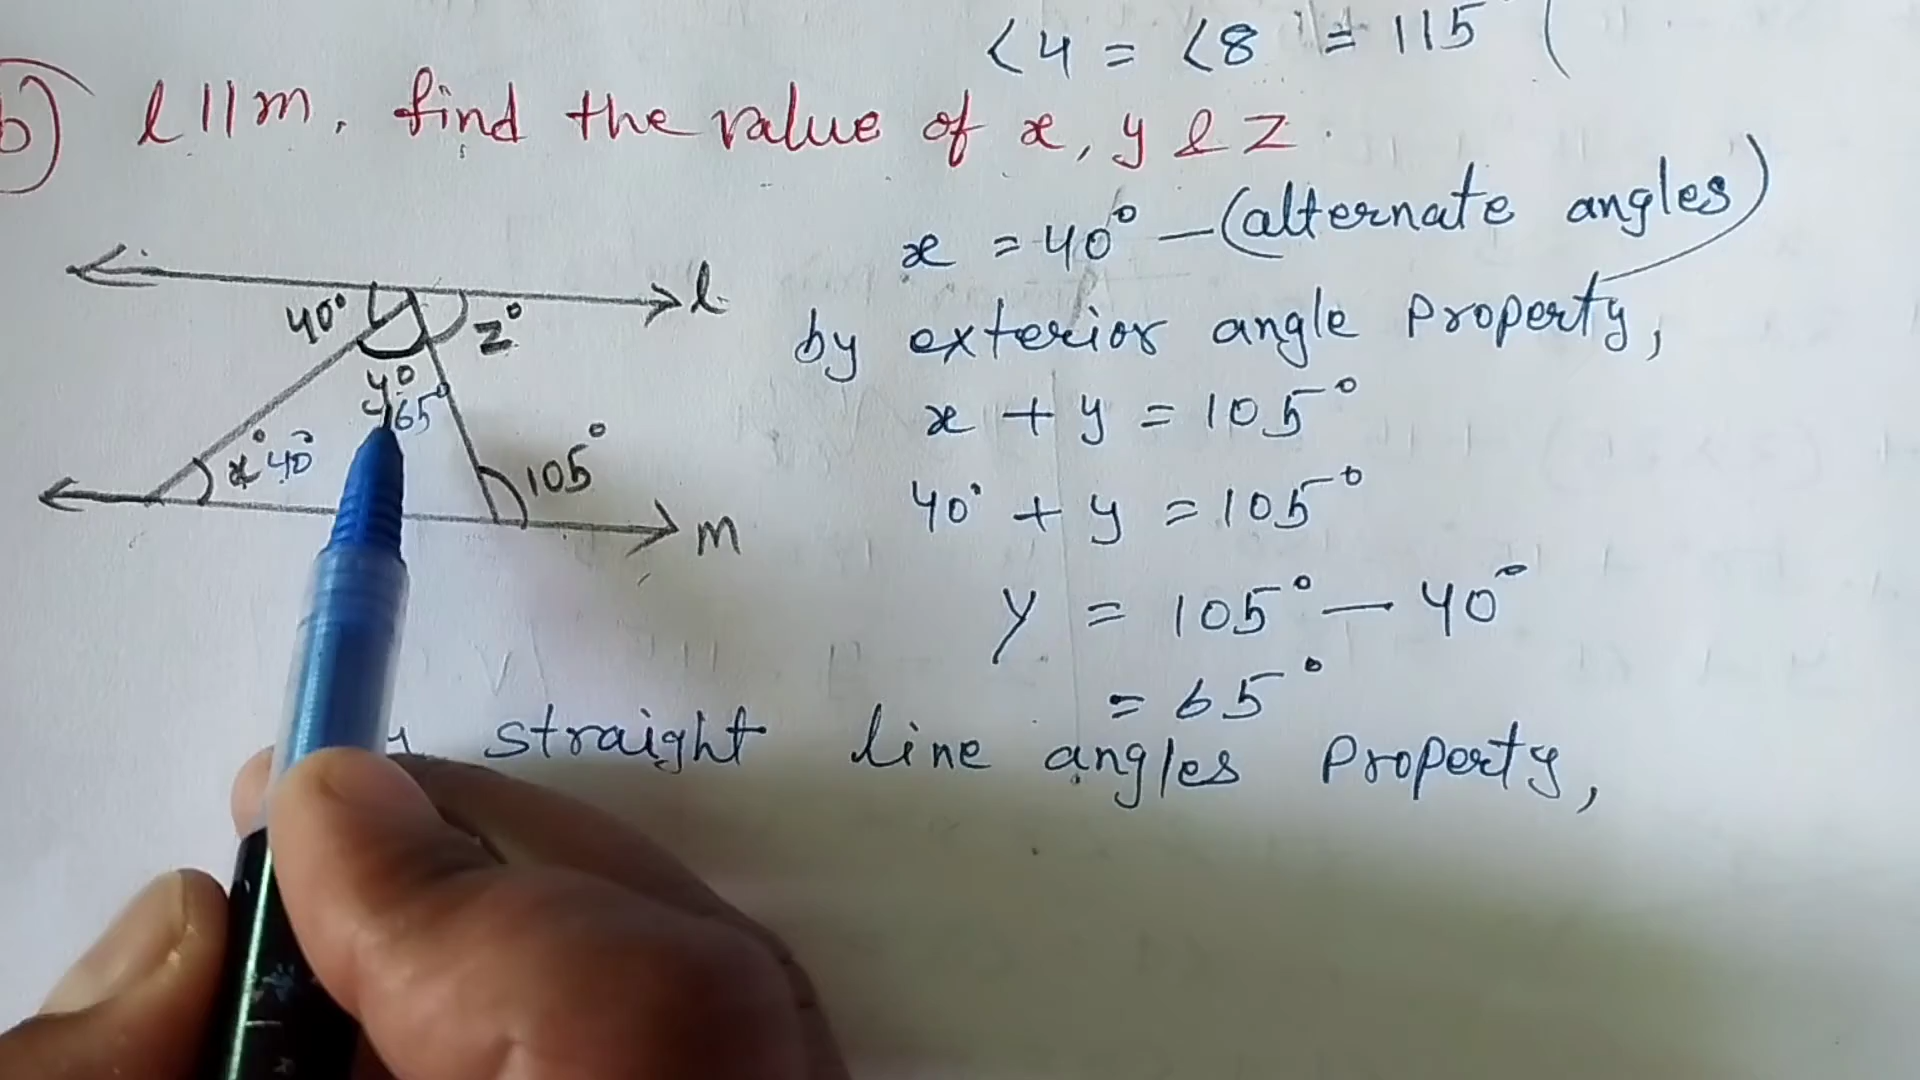 <4 = <8 = 115°
b) l || m. find the value of x, y & z.
x = 40° — (alternate angles)
by exterior angle property,
x + y = 105°
40° + y = 105°
y = 105° — 40°
= 65°
straight line angles property,
l
40°
z°
y°
65°
x° 40°
105°
m